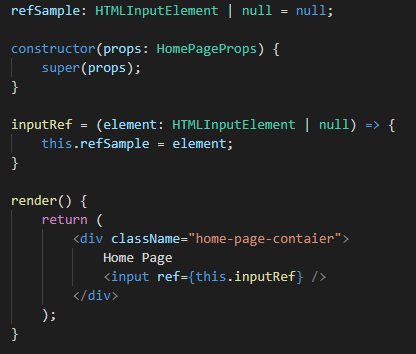 refSample: HTMLInputElement | null = null;
constructor(props: HomePageProps) {
super(props);
}
inputRef = (element: HTMLInputElement | null) => {
this.refSample = element;
}
render() {
return (
<div className="home-page-contaier">
Home Page
<input ref={this.inputRef} />
</div>
);
}